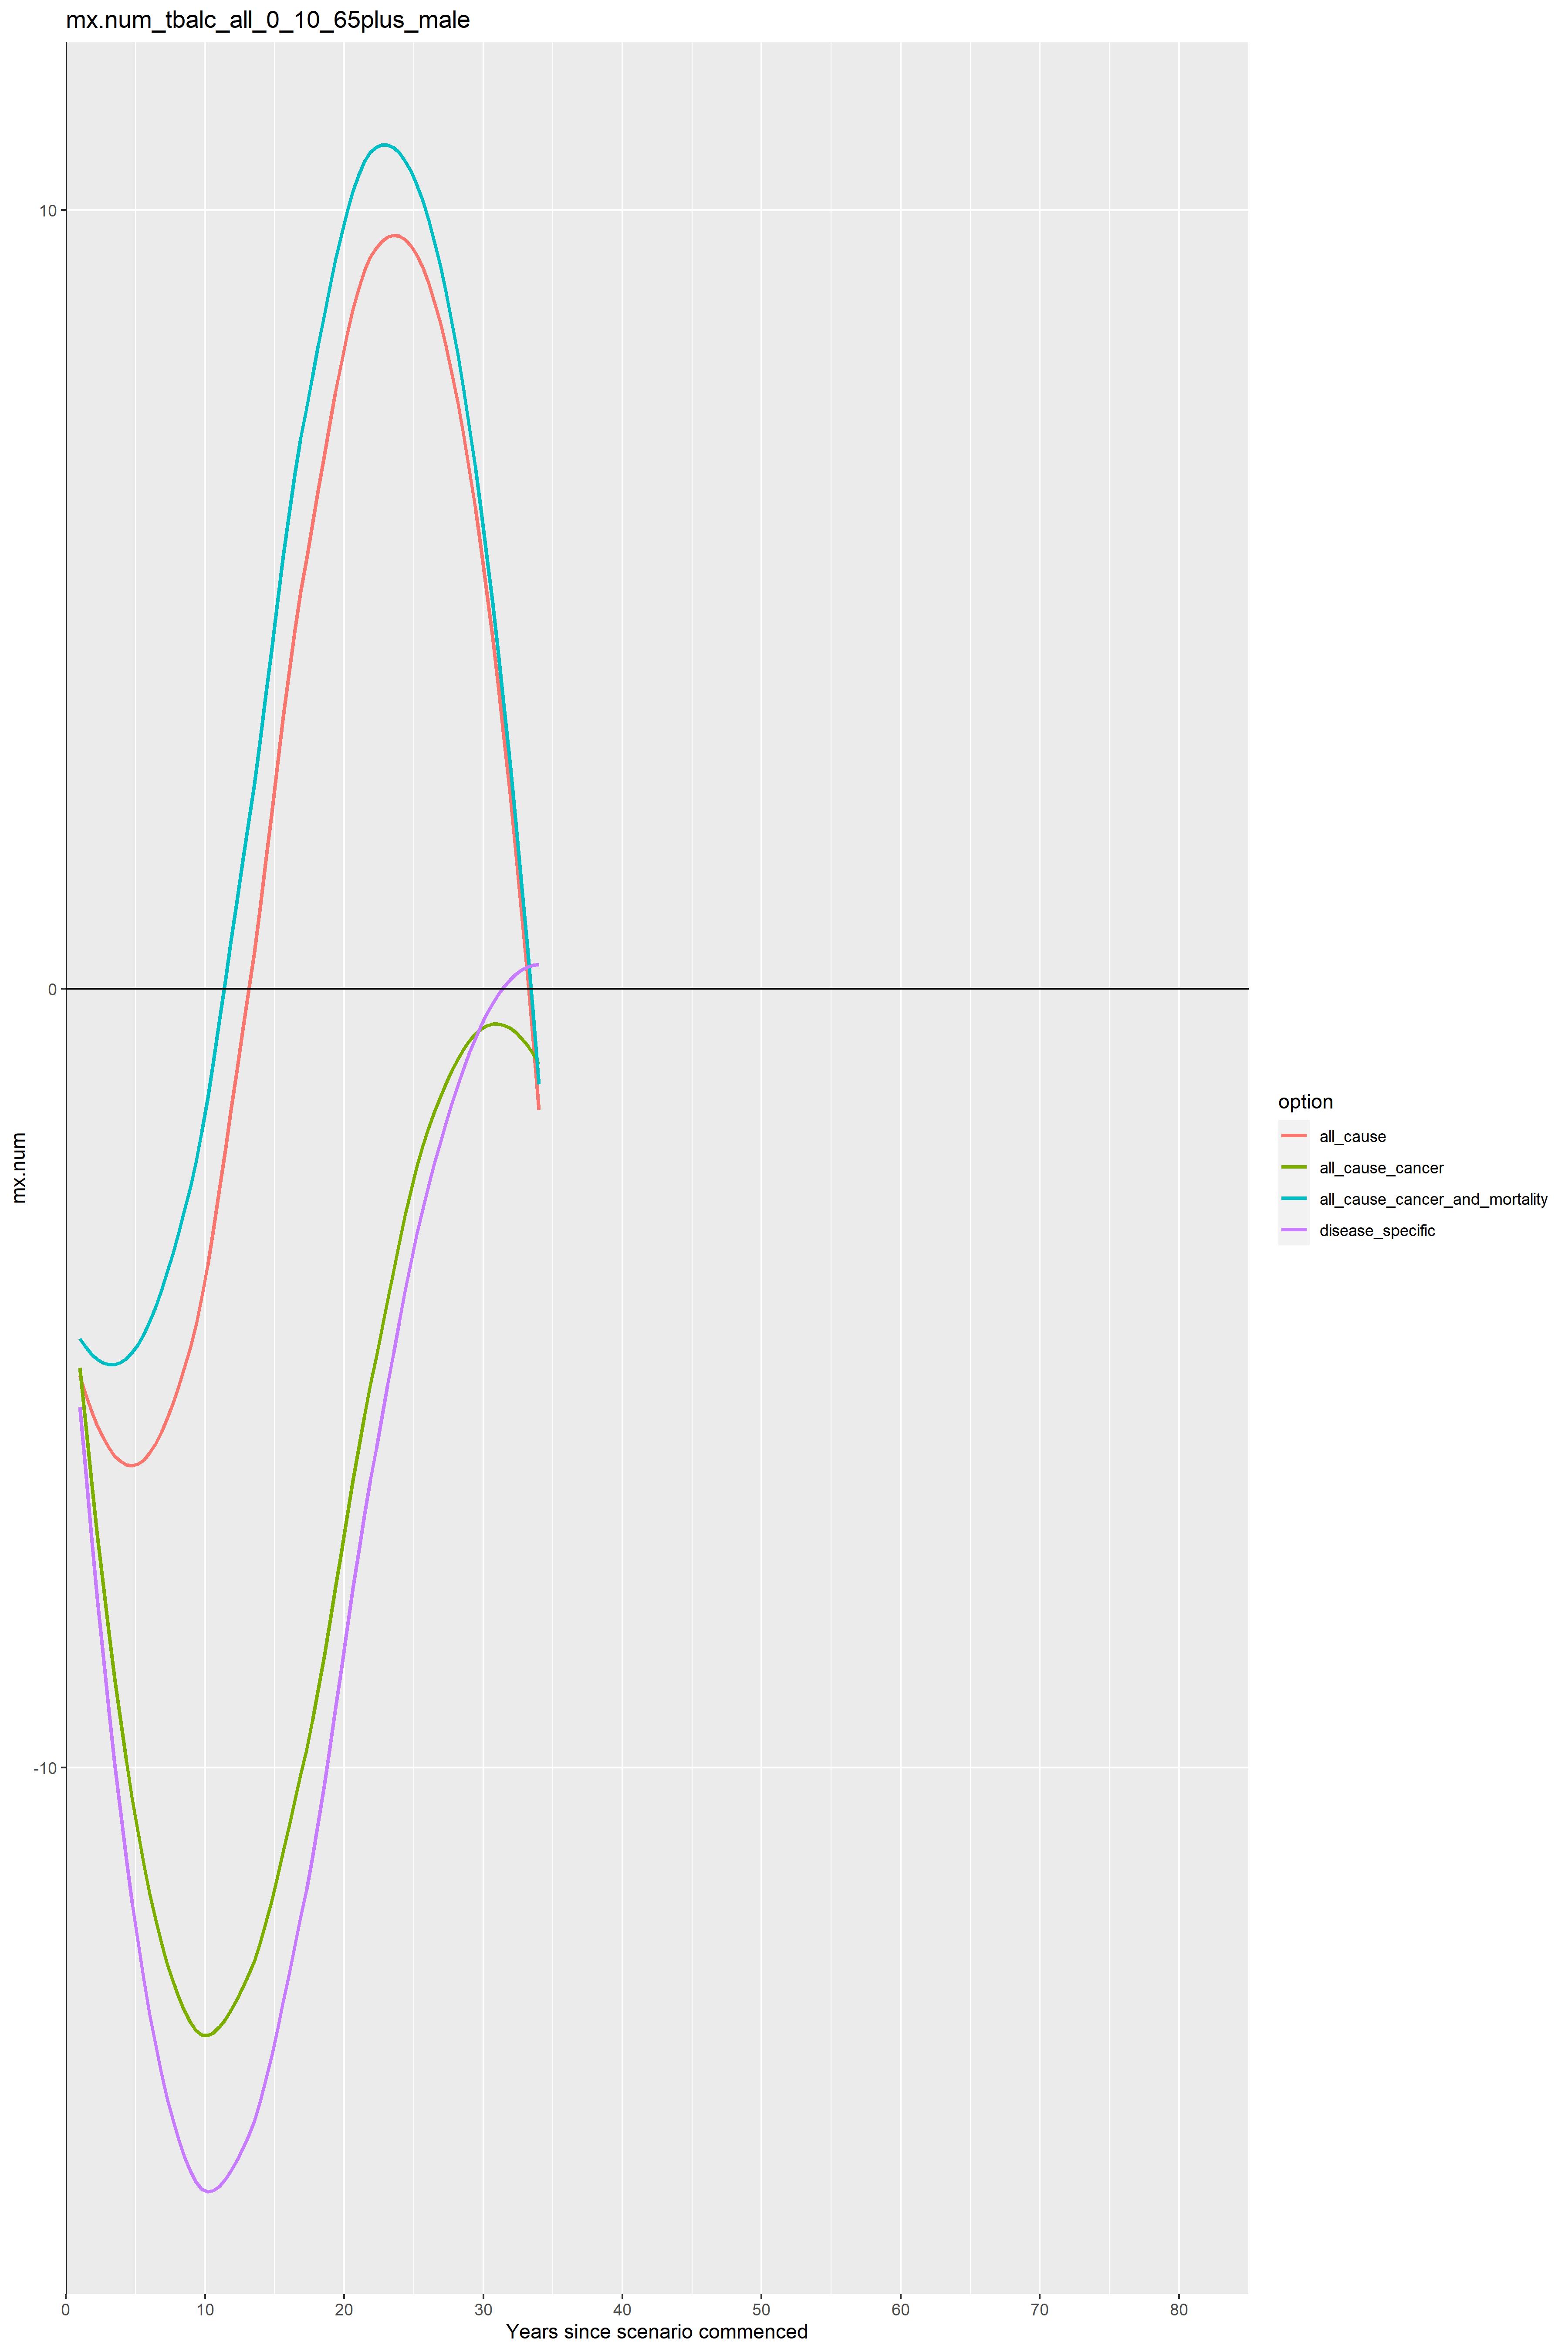 mx.num_tbalc_all_0_10_65plus_male
10
0
-10
mx.num
0 10 20 30 40 50 60 70 80
Years since scenario commenced
option
all_cause
all_cause_cancer
all_cause_cancer_and_mortality
disease_specific